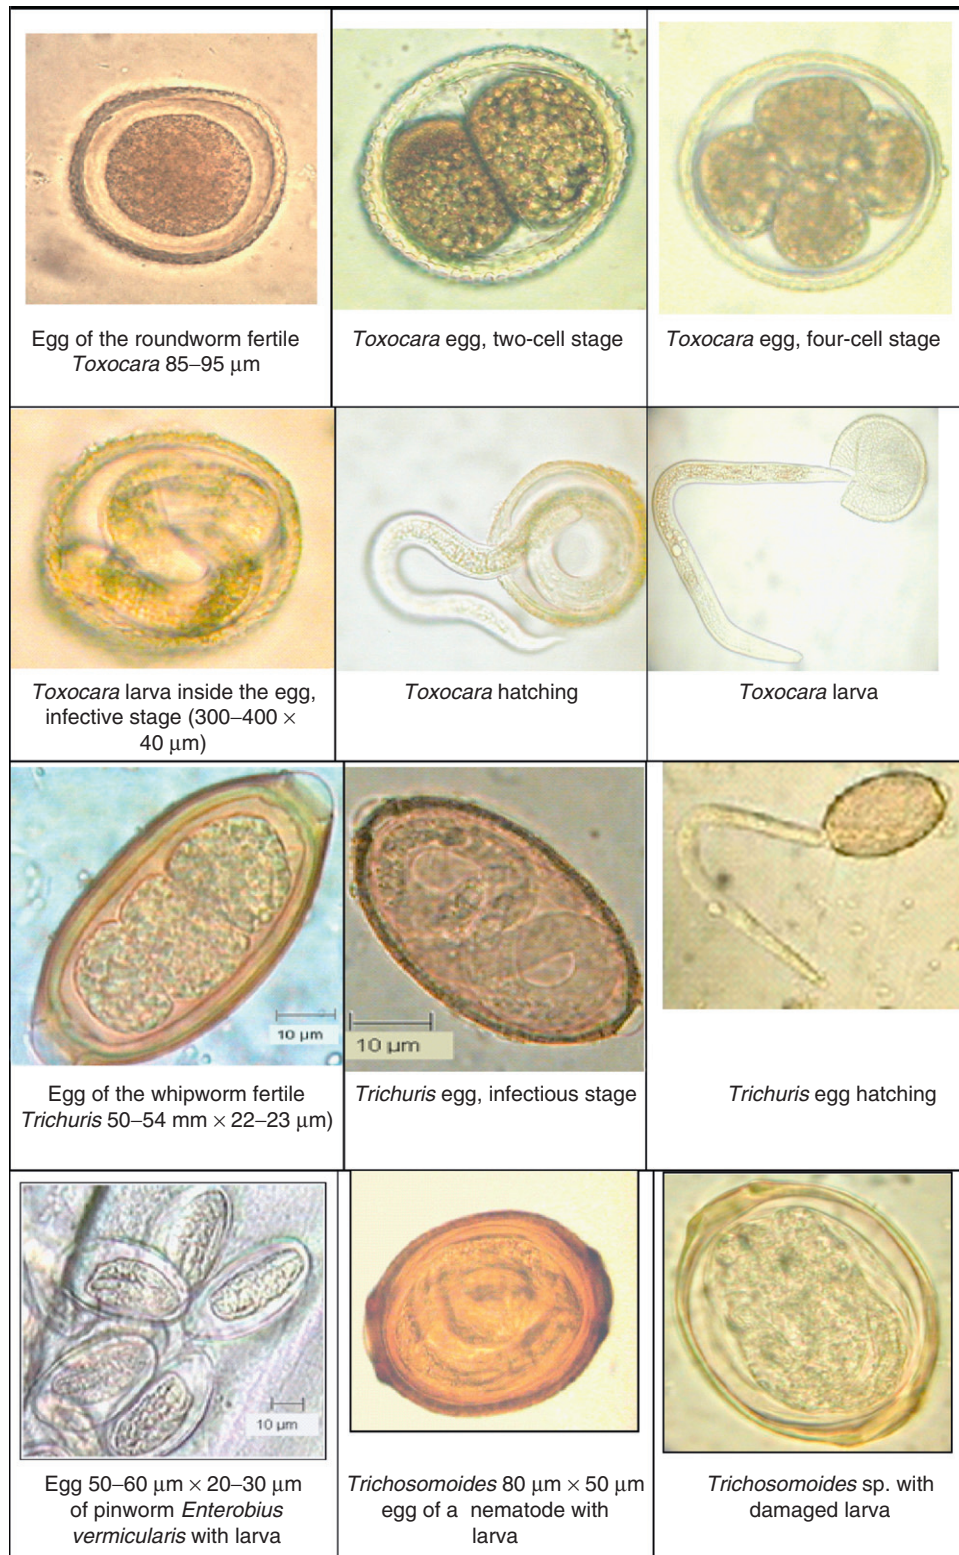 Egg of the roundworm fertile
Toxocara 85–95 μm
Toxocara egg, two-cell stage
Toxocara egg, four-cell stage
Toxocara larva inside the egg,
infective stage (300–400 ×
40 μm)
Toxocara hatching
Toxocara larva
10 μm
10 μm
Egg of the whipworm fertile
Trichuris 50–54 mm × 22–23 μm)
Trichuris egg, infectious stage
Trichuris egg hatching
10 μm
Egg 50–60 μm × 20–30 μm
of pinworm Enterobius
vermicularis with larva
Trichosomoides 80 μm × 50 μm
egg of a nematode with
larva
Trichosomoides sp. with
damaged larva